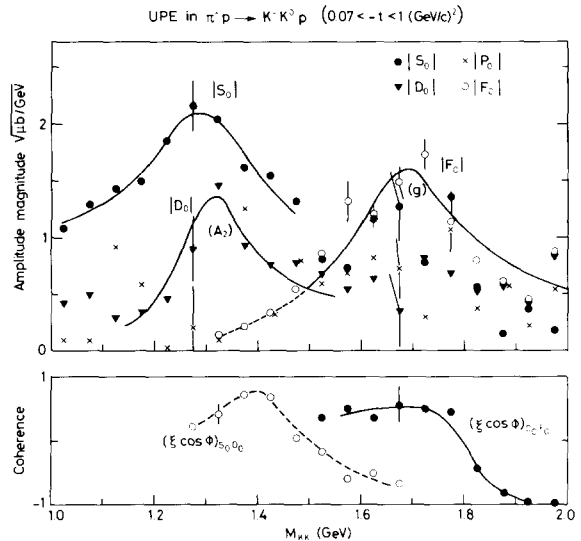 UPE in π⁻p → K⁻K⁰p (0.07 < -t < 1 (GeV/c)²)
● |S₀| × |P₀|
▼ |D₀| ○ |F₀|
Amplitude magnitude √μb/GeV
2
1
0
|S₀|
|D₀|
(A₂)
|F₀|
(g)
Coherence
1
0
-1
(ξ cos Φ)S₀D₀
1.0 1.2 1.4 1.6 1.8 2.0
M_KK (GeV)